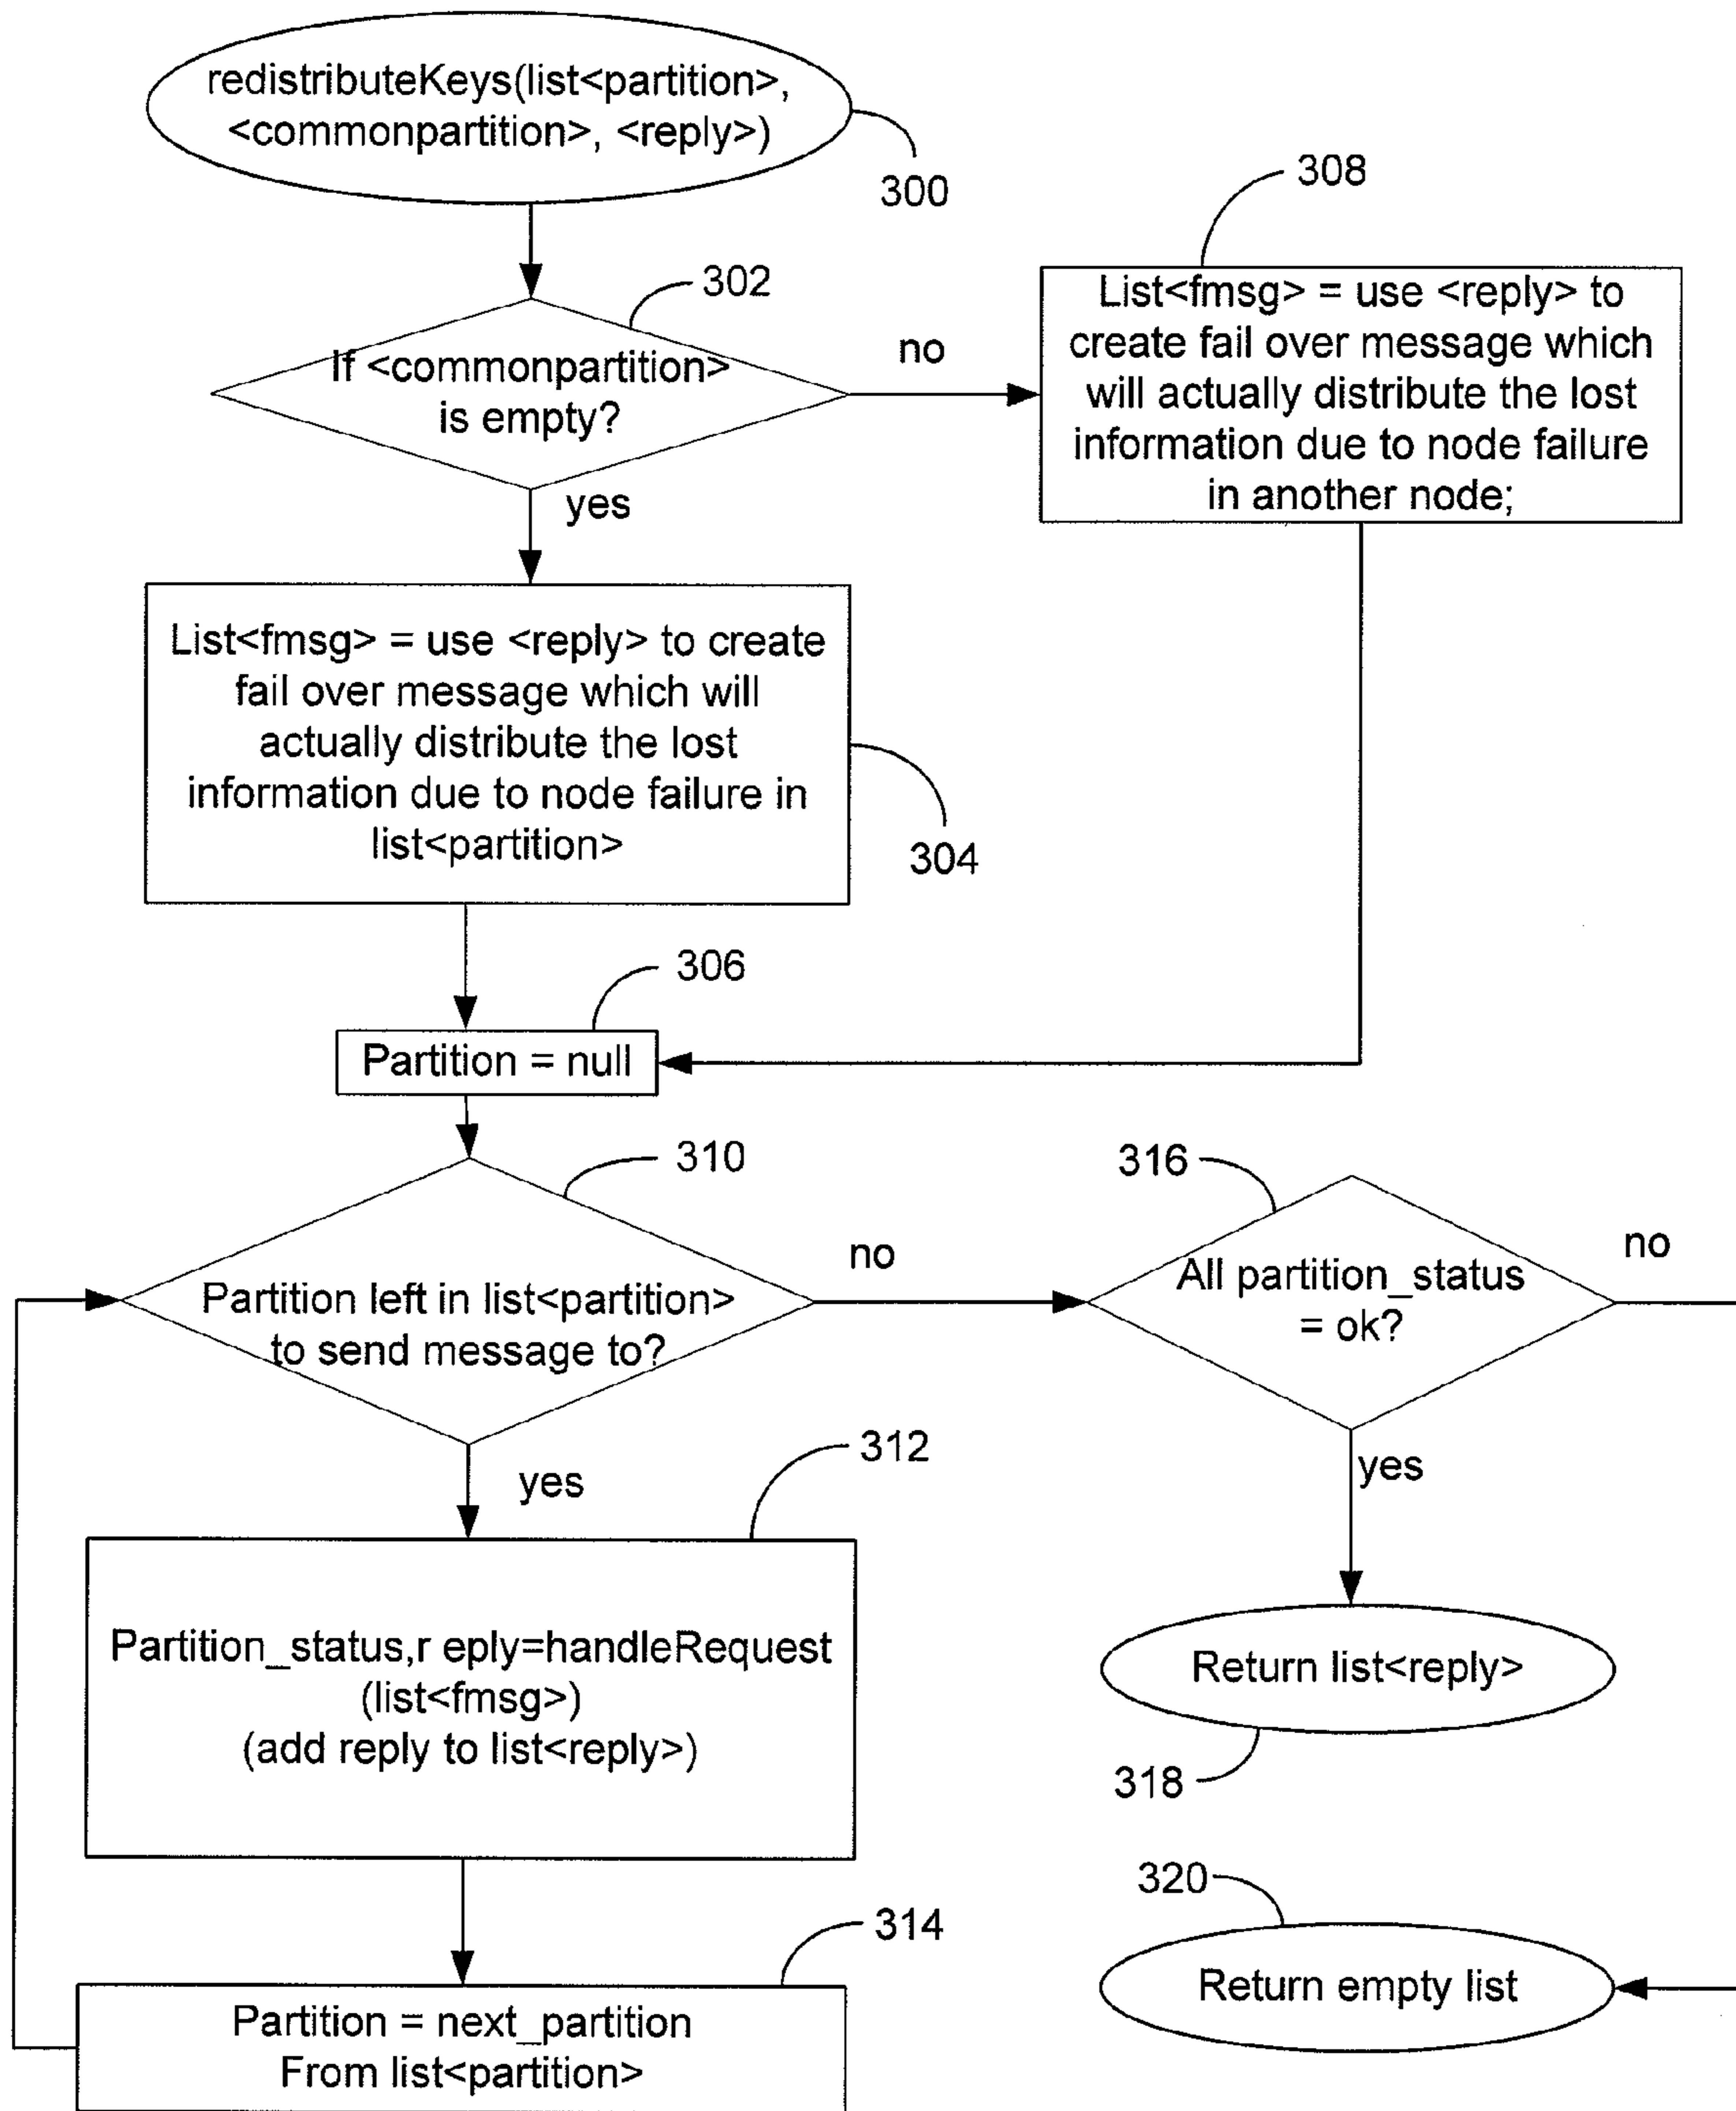 redistributeKeys(list<partition>,
<commonpartition>, <reply>)
300
302
If <commonpartition>
is empty?
no
yes
308
List<fmsg> = use <reply> to
create fail over message which
will actually distribute the lost
information due to node failure
in another node;
List<fmsg> = use <reply> to create
fail over message which will
actually distribute the lost
information due to node failure in
list<partition>
304
306
Partition = null
310
Partition left in list<partition>
to send message to?
no
yes
316
All partition_status
= ok?
no
yes
312
Partition_status,r eply=handleRequest
(list<fmsg>)
(add reply to list<reply>)
Return list<reply>
318
314
Partition = next_partition
From list<partition>
320
Return empty list